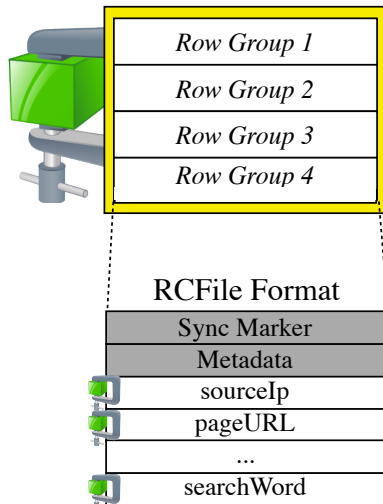 Row Group 1
Row Group 2
Row Group 3
Row Group 4
RCFile Format
Sync Marker
Metadata
sourceIp
pageURL
...
searchWord